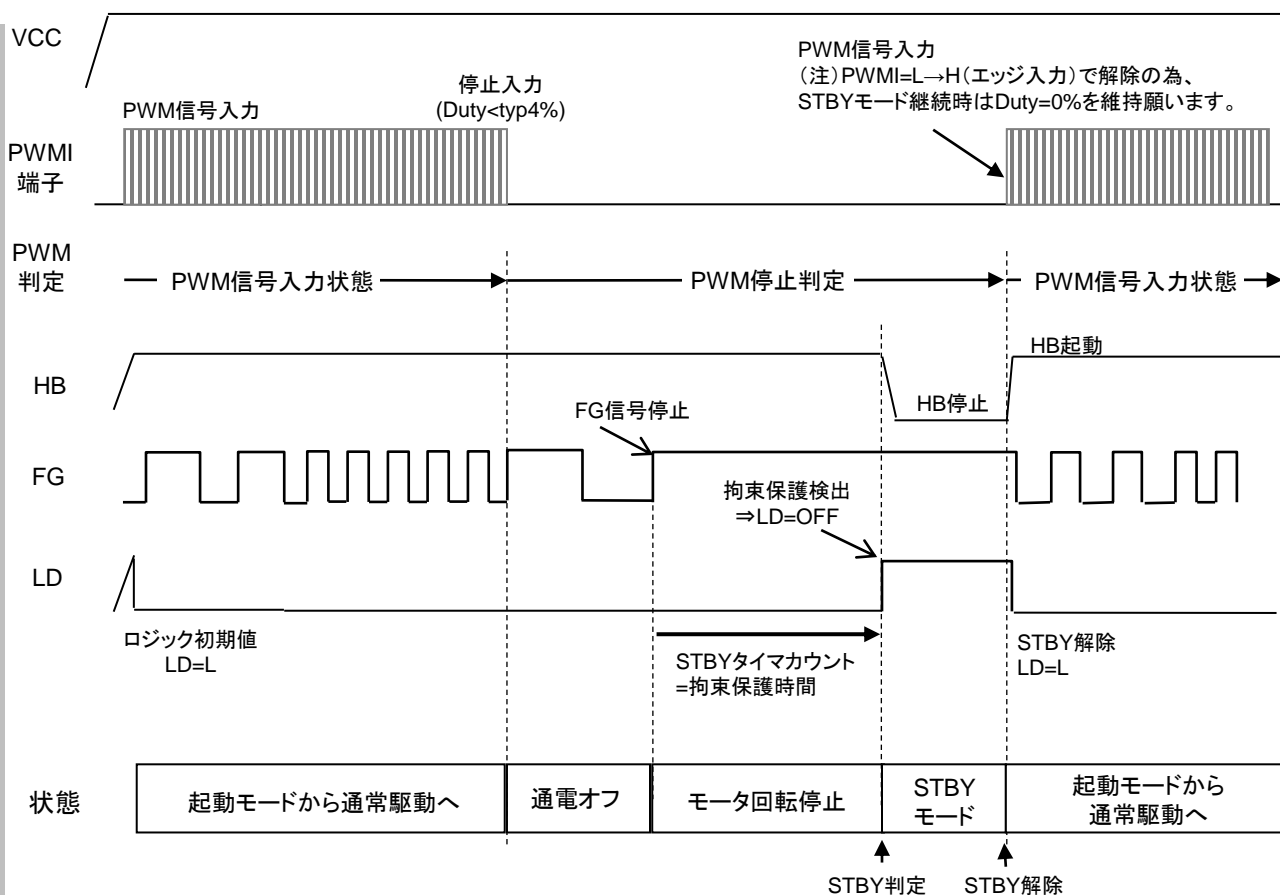 VCC
PWM信号入力
（注）PWMI=L→H（エッジ入力）で解除の為、
STBYモード継続時はDuty=0%を維持願います。
停止入力
(Duty<typ4%)
PWM信号入力
PWMI
端子
PWM
判定
PWM信号入力状態
PWM停止判定
PWM信号入力状態
HB
HB起動
HB停止
FG信号停止
FG
拘束保護検出
⇒LD=OFF
LD
ロジック初期値
LD=L
STBYタイマカウント
=拘束保護時間
STBY解除
LD=L
状態
起動モードから通常駆動へ
通電オフ
モータ回転停止
STBY
モード
起動モードから
通常駆動へ
STBY判定
STBY解除